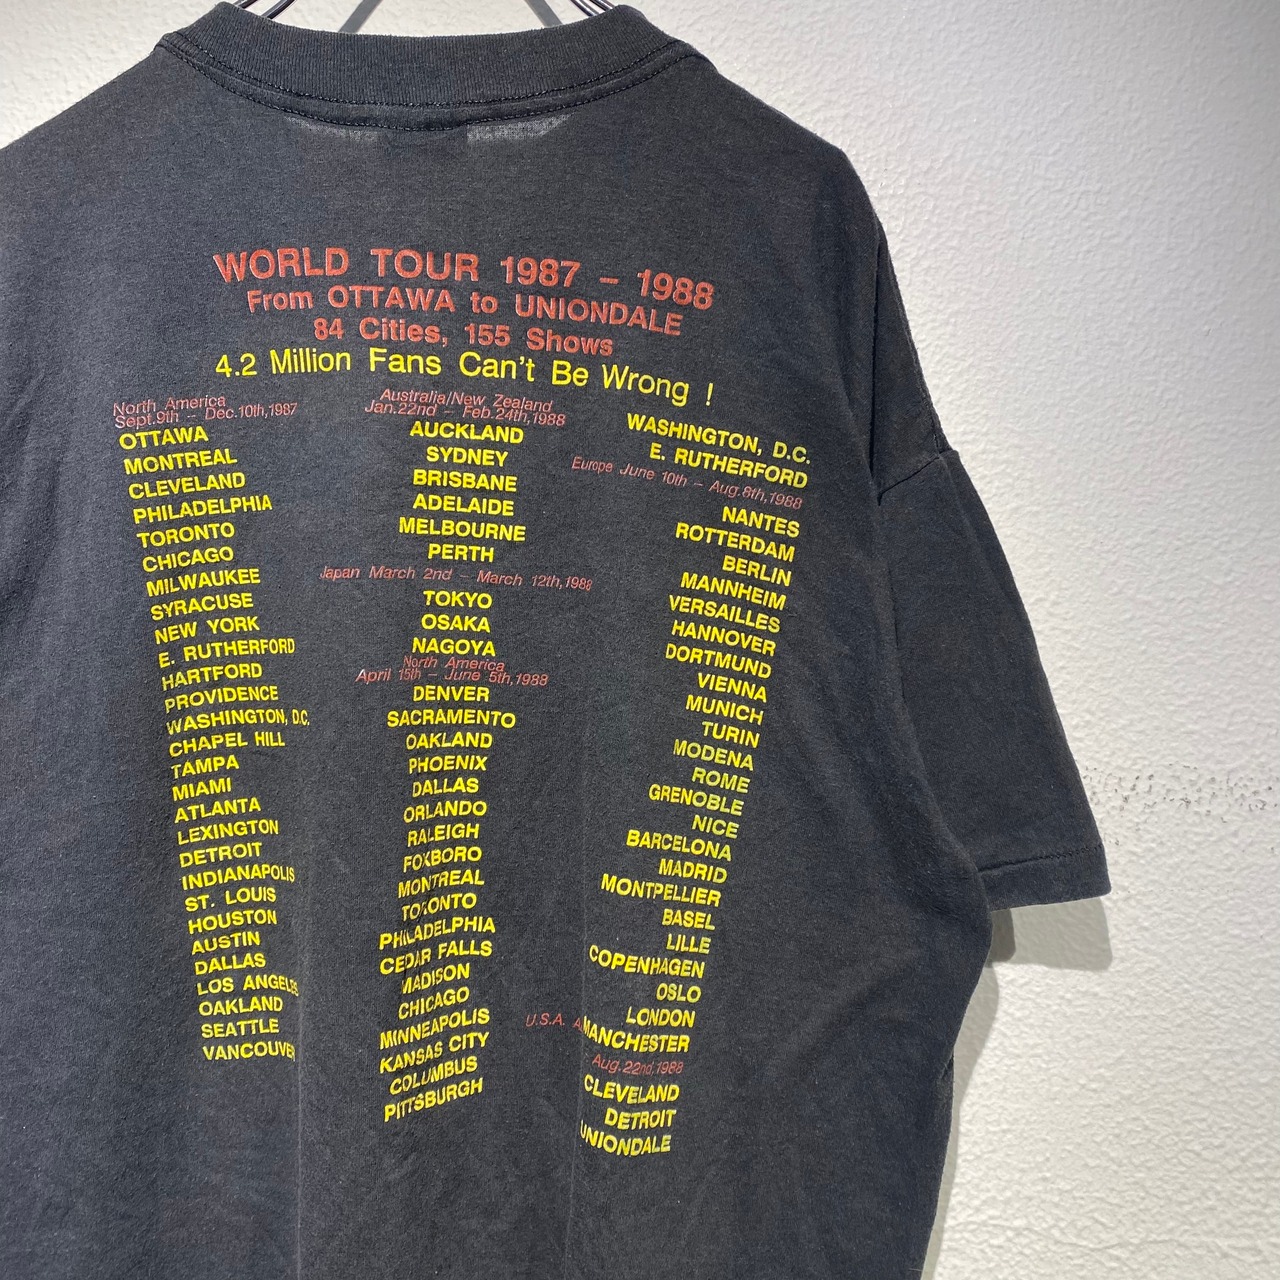 WORLD TOUR 1987 – 1988
From OTTAWA to UNIONDALE
84 Cities, 155 Shows
4.2 Million Fans Can't Be Wrong !
North America
Sept.9th – Dec.10th,1987
OTTAWA
MONTREAL
CLEVELAND
PHILADELPHIA
TORONTO
CHICAGO
MILWAUKEE
SYRACUSE
NEW YORK
E. RUTHERFORD
HARTFORD
PROVIDENCE
WASHINGTON, D.C.
CHAPEL HILL
TAMPA
MIAMI
ATLANTA
LEXINGTON
DETROIT
INDIANAPOLIS
ST. LOUIS
HOUSTON
AUSTIN
DALLAS
LOS ANGELES
OAKLAND
SEATTLE
VANCOUVER
Australia/New Zealand
Jan.22nd – Feb.24th,1988
AUCKLAND
SYDNEY
BRISBANE
ADELAIDE
MELBOURNE
PERTH
Japan March 2nd – March 12th,1988
TOKYO
OSAKA
NAGOYA
North America
April 15th – June 5th,1988
DENVER
SACRAMENTO
OAKLAND
PHOENIX
DALLAS
ORLANDO
RALEIGH
FOXBORO
MONTREAL
TORONTO
PHILADELPHIA
CEDAR FALLS
MADISON
CHICAGO
MINNEAPOLIS
KANSAS CITY
COLUMBUS
PITTSBURGH
WASHINGTON, D.C.
E. RUTHERFORD
Europe June 10th – Aug.8th,1988
NANTES
ROTTERDAM
BERLIN
MANNHEIM
VERSAILLES
HANNOVER
DORTMUND
VIENNA
MUNICH
TURIN
MODENA
ROME
GRENOBLE
NICE
BARCELONA
MADRID
MONTPELLIER
BASEL
LILLE
COPENHAGEN
OSLO
LONDON
MANCHESTER
U.S.A. Aug.22nd,1988
CLEVELAND
DETROIT
UNIONDALE